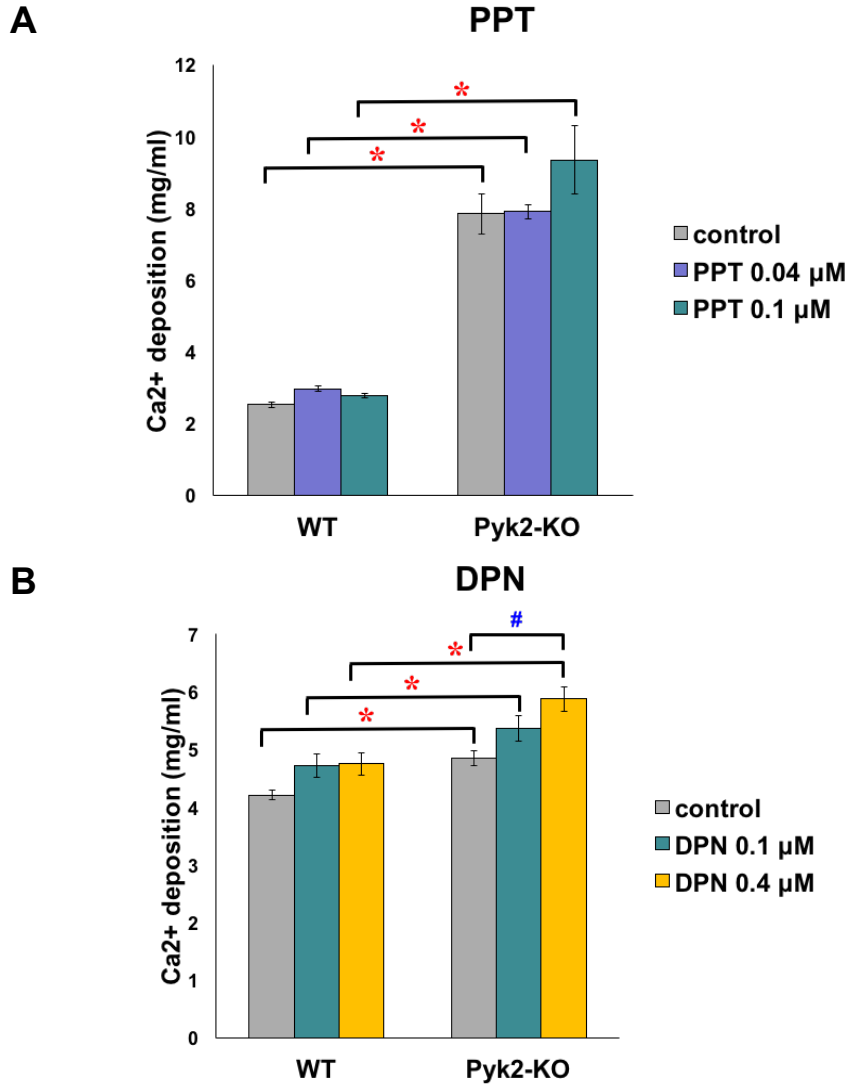 A
PPT
Ca2+ deposition (mg/ml)
12
10
8
6
4
2
0
*
*
*
WT
Pyk2-KO
control
PPT 0.04 µM
PPT 0.1 µM
B
DPN
Ca2+ deposition (mg/ml)
7
6
5
4
3
2
1
0
#
*
*
*
WT
Pyk2-KO
control
DPN 0.1 µM
DPN 0.4 µM